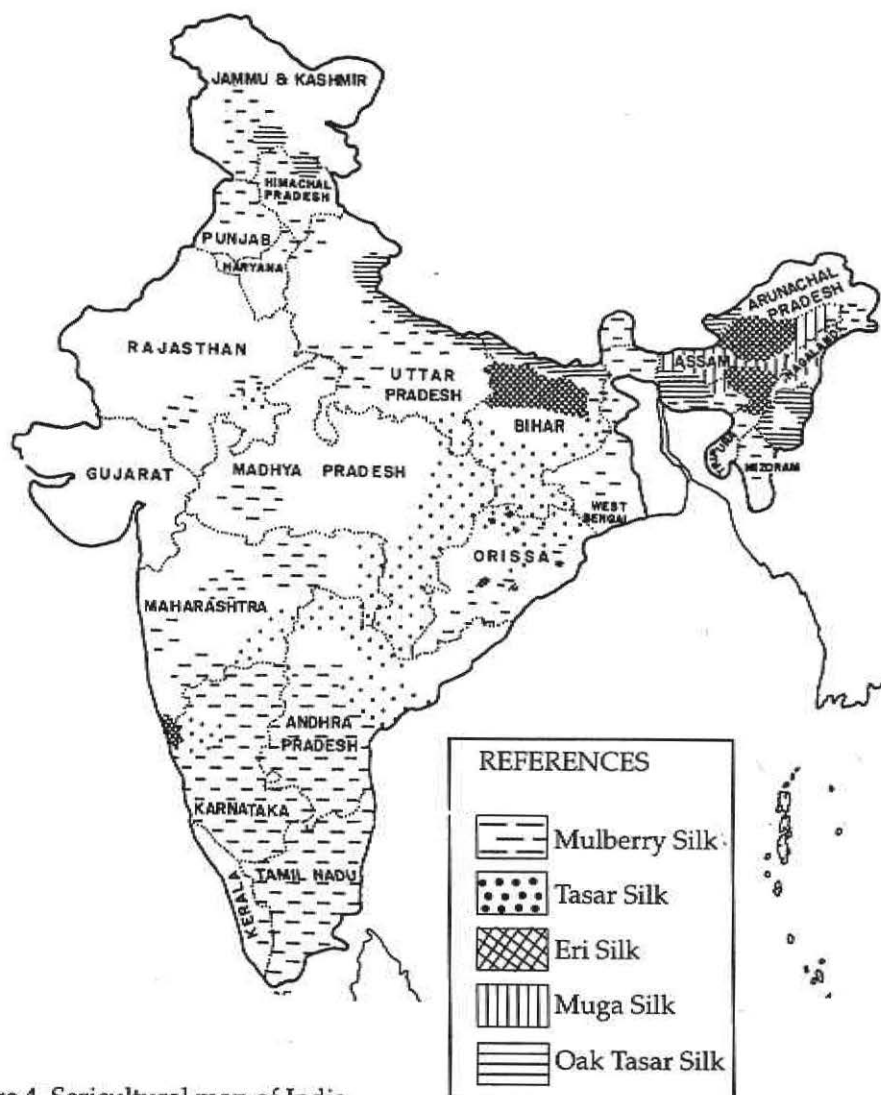 JAMMU & KASHMIR
HIMACHAL
PRADESH
PUNJAB
HARYANA
ARUNACHAL
PRADESH
RAJASTHAN
ASSAM
NAGALAND
UTTAR
PRADESH
BIHAR
TRIPURA
GUJARAT
MADHYA PRADESH
MIZORAM
WEST
BENGAL
ORISSA
MAHARASHTRA
ANDHRA
PRADESH
KARNATAKA
TAMIL NADU
KERALA
REFERENCES
Mulberry Silk
Tasar Silk
Eri Silk
Muga Silk
Oak Tasar Silk
4. Sericultural map of India